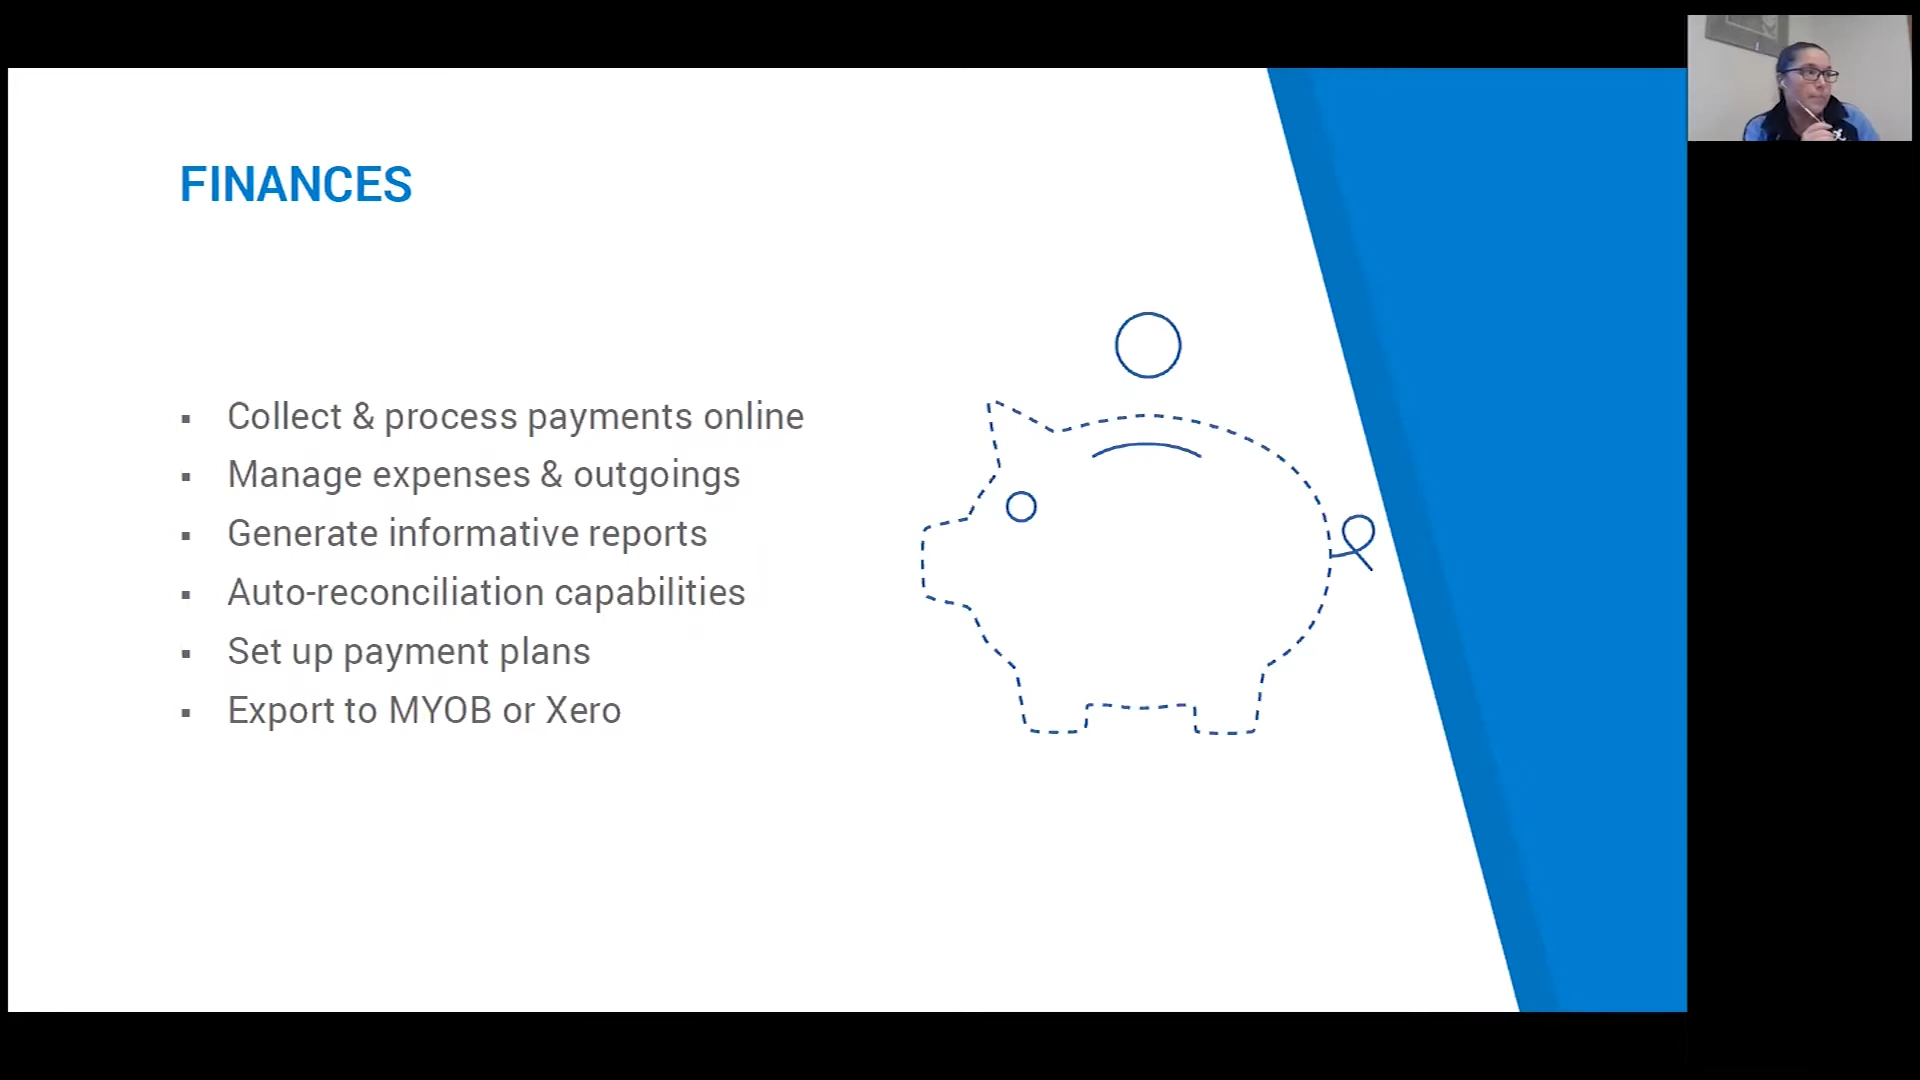 FINANCES
▪ Collect & process payments online
▪ Manage expenses & outgoings
▪ Generate informative reports
▪ Auto-reconciliation capabilities
▪ Set up payment plans
▪ Export to MYOB or Xero